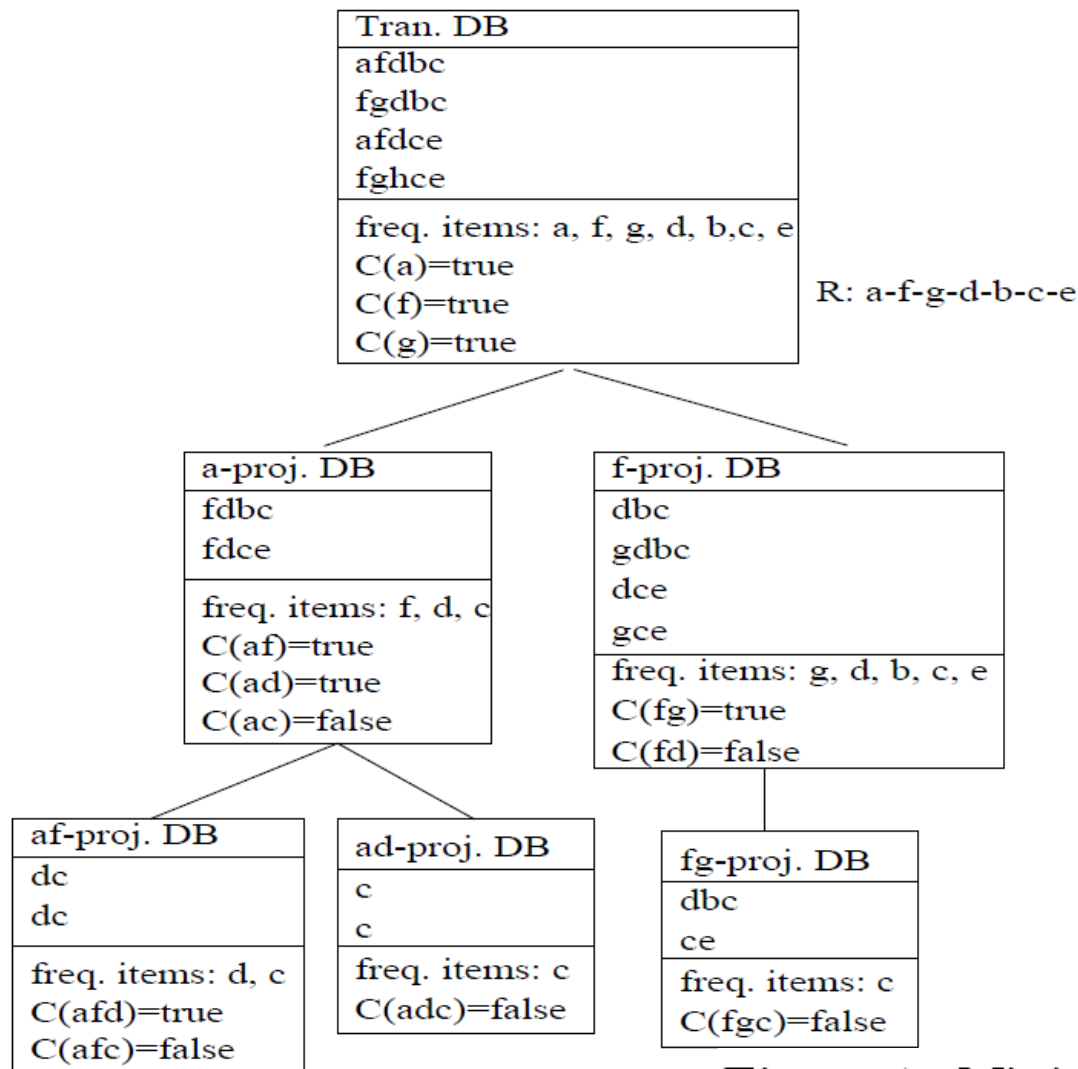 Tran. DB
afdbc
fgdbc
afdce
fghce
freq. items: a, f, g, d, b,c, e
C(a)=true
C(f)=true
C(g)=true
R: a-f-g-d-b-c-e
a-proj. DB
fdbc
fdce
freq. items: f, d, c
C(af)=true
C(ad)=true
C(ac)=false
f-proj. DB
dbc
gdbc
dce
gce
freq. items: g, d, b, c, e
C(fg)=true
C(fd)=false
af-proj. DB
dc
dc
freq. items: d, c
C(afd)=true
C(afc)=false
ad-proj. DB
c
c
freq. items: c
C(adc)=false
fg-proj. DB
dbc
ce
freq. items: c
C(fgc)=false